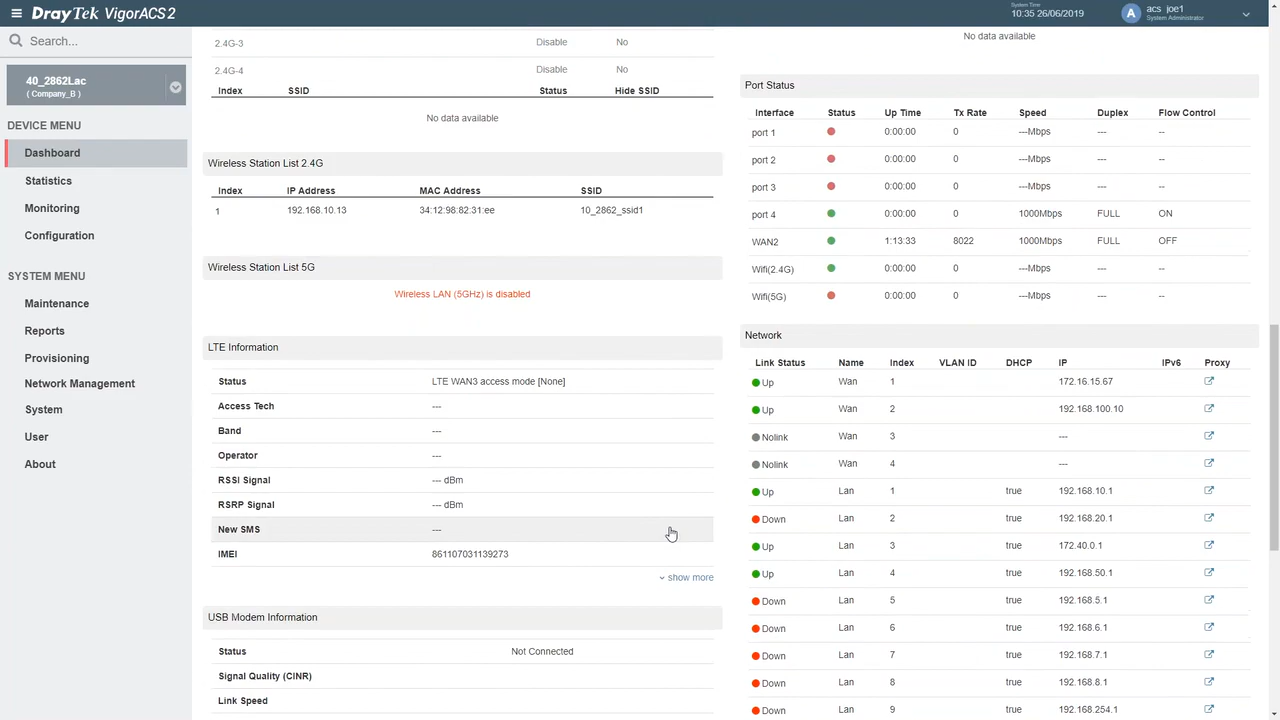 DrayTek VigorACS 2
System Time
10:35 26/06/2019
A
acs_joe1
System Administrator
Search...
40_2862Lac
( Company_B )
DEVICE MENU
Dashboard
Statistics
Monitoring
Configuration
SYSTEM MENU
Maintenance
Reports
Provisioning
Network Management
System
User
About
2.4G-3 Disable No
2.4G-4 Disable No
Index SSID Status Hide SSID
No data available
Wireless Station List 2.4G
Index IP Address MAC Address SSID
1 192.168.10.13 34:12:98:82:31:ee 10_2862_ssid1
Wireless Station List 5G
Wireless LAN (5GHz) is disabled
LTE Information
Status LTE WAN3 access mode [None]
Access Tech ---
Band ---
Operator ---
RSSI Signal --- dBm
RSRP Signal --- dBm
New SMS ---
IMEI 861107031139273
show more
USB Modem Information
Status Not Connected
Signal Quality (CINR)
Link Speed
No data available
Port Status
Interface Status Up Time Tx Rate Speed Duplex Flow Control
port 1 0:00:00 0 ---Mbps --- --
port 2 0:00:00 0 ---Mbps --- --
port 3 0:00:00 0 ---Mbps --- --
port 4 0:00:00 0 1000Mbps FULL ON
WAN2 1:13:33 8022 1000Mbps FULL OFF
Wifi(2.4G) 0:00:00 0 ---Mbps --- --
Wifi(5G) 0:00:00 0 ---Mbps --- --
Network
Link Status Name Index VLAN ID DHCP IP IPv6 Proxy
Up Wan 1 172.16.15.67
Up Wan 2 192.168.100.10
Nolink Wan 3 ---
Nolink Wan 4 ---
Up Lan 1 true 192.168.10.1
Down Lan 2 true 192.168.20.1
Up Lan 3 true 172.40.0.1
Up Lan 4 true 192.168.50.1
Down Lan 5 true 192.168.5.1
Down Lan 6 true 192.168.6.1
Down Lan 7 true 192.168.7.1
Down Lan 8 true 192.168.8.1
Down Lan 9 true 192.168.254.1